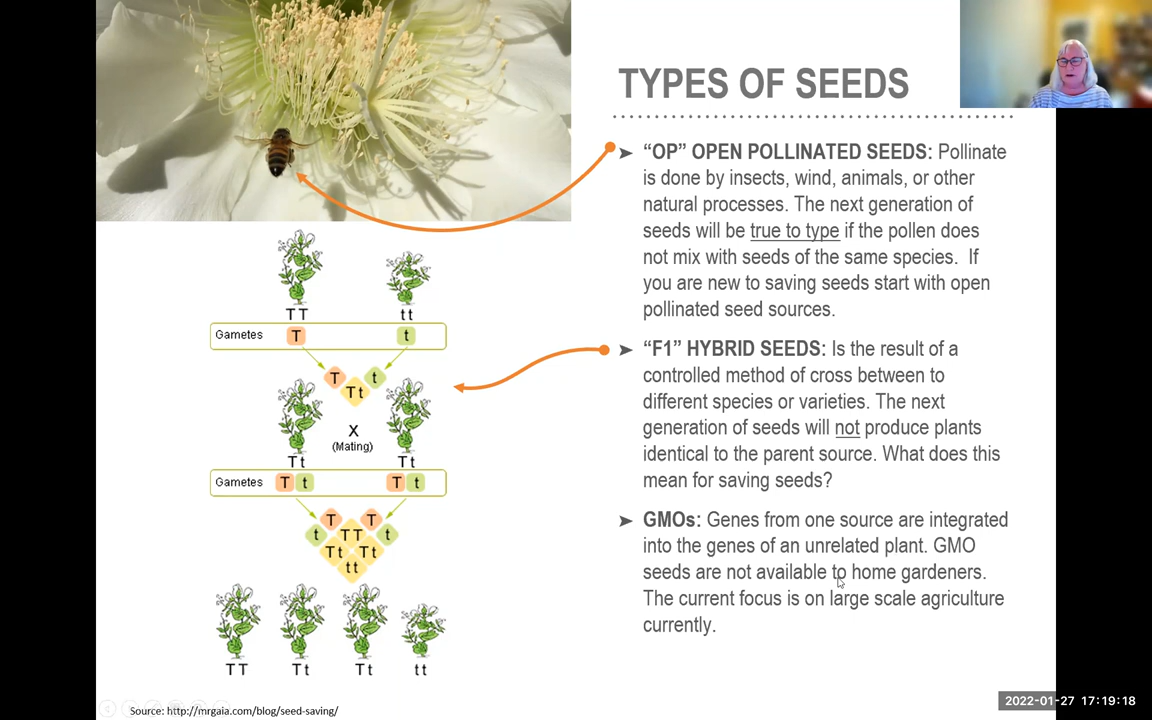 TYPES OF SEEDS
➤ “OP” OPEN POLLINATED SEEDS: Pollinate
is done by insects, wind, animals, or other
natural processes. The next generation of
seeds will be true to type if the pollen does
not mix with seeds of the same species.  If
you are new to saving seeds start with open
pollinated seed sources.
➤ “F1” HYBRID SEEDS: Is the result of a
controlled method of cross between to
different species or varieties. The next
generation of seeds will not produce plants
identical to the parent source. What does this
mean for saving seeds?
➤ GMOs: Genes from one source are integrated
into the genes of an unrelated plant. GMO
seeds are not available to home gardeners.
The current focus is on large scale agriculture
currently.
TT tt
Gametes T t
T t
Tt
X
(Mating)
Tt Tt
Gametes T t T t
T T
t TT t
Tt Tt
tt
TT Tt Tt tt
Source: http://mrgaia.com/blog/seed-saving/
2022-01-27 17:19:18